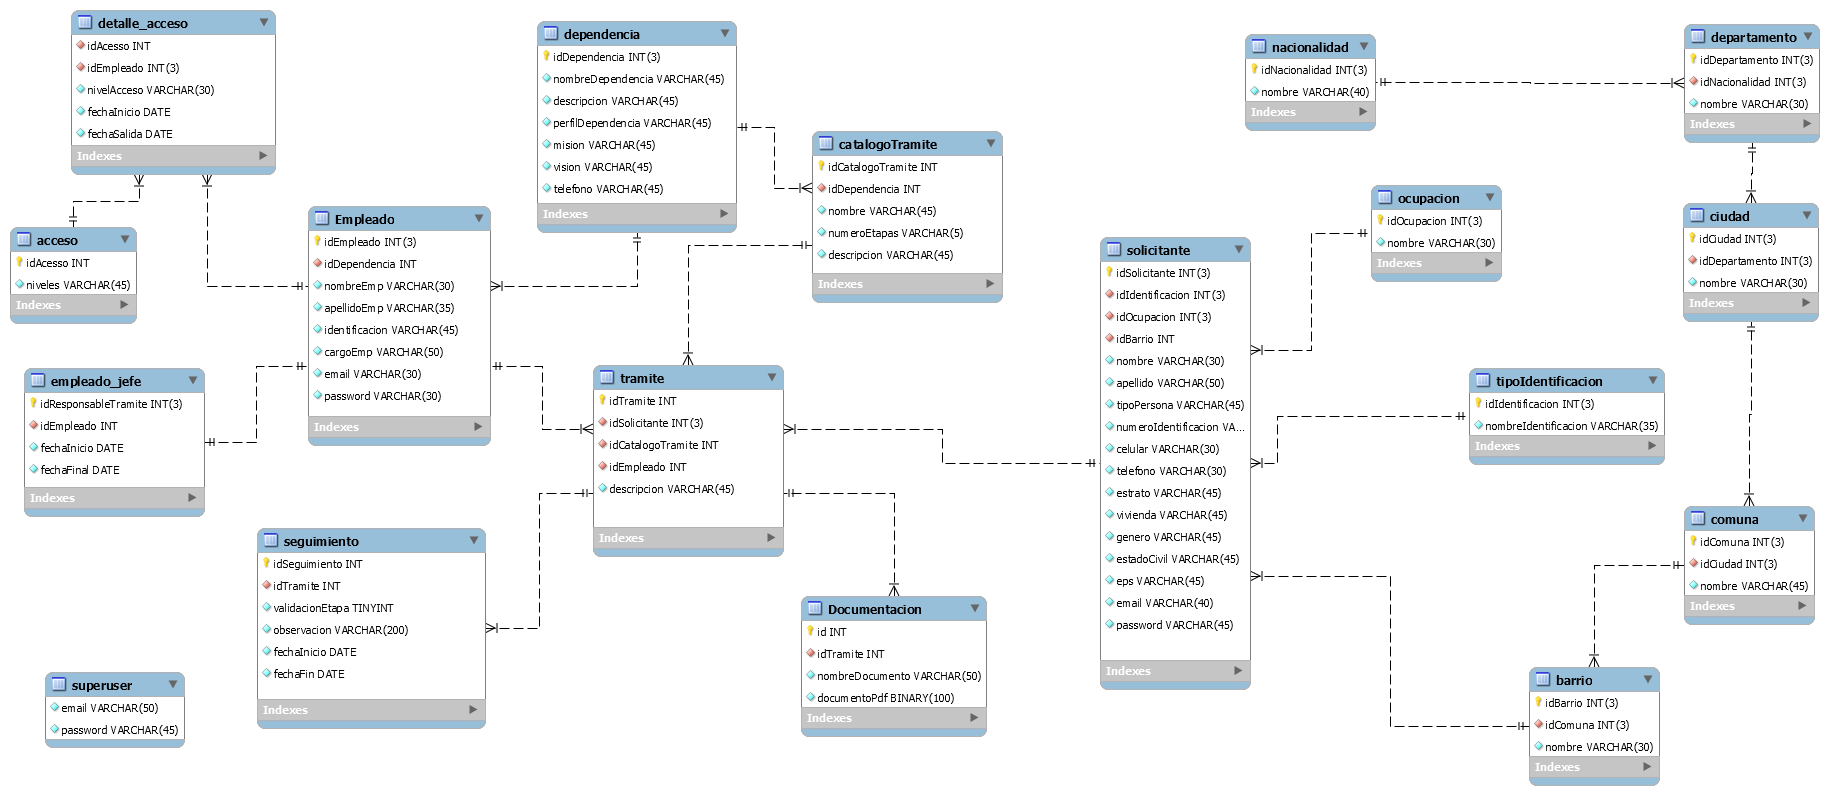 detalle_acceso
idAcesso INT
idEmpleado INT(3)
nivelAcceso VARCHAR(30)
fechaInicio DATE
fechaSalida DATE
Indexes
acceso
idAcesso INT
niveles VARCHAR(45)
Indexes
empleado_jefe
idResponsableTramite INT(3)
idEmpleado INT
fechaInicio DATE
fechaFinal DATE
Indexes
Empleado
idEmpleado INT(3)
idDependencia INT
nombreEmp VARCHAR(30)
apellidoEmp VARCHAR(35)
identificacion VARCHAR(45)
cargoEmp VARCHAR(50)
email VARCHAR(30)
password VARCHAR(30)
Indexes
dependencia
idDependencia INT(3)
nombreDependencia VARCHAR(45)
descripcion VARCHAR(45)
perfilDependencia VARCHAR(45)
mision VARCHAR(45)
vision VARCHAR(45)
telefono VARCHAR(45)
Indexes
catalogoTramite
idCatalogoTramite INT
idDependencia INT
nombre VARCHAR(45)
numeroEtapas VARCHAR(5)
descripcion VARCHAR(45)
Indexes
tramite
idTramite INT
idSolicitante INT(3)
idCatalogoTramite INT
idEmpleado INT
descripcion VARCHAR(45)
Indexes
seguimiento
idSeguimiento INT
idTramite INT
validacionEtapa TINYINT
observacion VARCHAR(200)
fechaInicio DATE
fechaFin DATE
Indexes
superuser
email VARCHAR(50)
password VARCHAR(45)
Documentacion
id INT
idTramite INT
nombreDocumento VARCHAR(50)
documentoPdf BINARY(100)
Indexes
solicitante
idSolicitante INT(3)
idIdentificacion INT(3)
idOcupacion INT(3)
idBarrio INT
nombre VARCHAR(30)
apellido VARCHAR(50)
tipoPersona VARCHAR(45)
numeroIdentificacion VA...
celular VARCHAR(30)
telefono VARCHAR(30)
estrato VARCHAR(45)
vivienda VARCHAR(45)
genero VARCHAR(45)
estadoCivil VARCHAR(45)
eps VARCHAR(45)
email VARCHAR(40)
password VARCHAR(45)
Indexes
nacionalidad
idNacionalidad INT(3)
nombre VARCHAR(40)
Indexes
ocupacion
idOcupacion INT(3)
nombre VARCHAR(30)
Indexes
tipoIdentificacion
idIdentificacion INT(3)
nombreIdentificacion VARCHAR(35)
Indexes
departamento
idDepartamento INT(3)
idNacionalidad INT(3)
nombre VARCHAR(30)
Indexes
ciudad
idCiudad INT(3)
idDepartamento INT(3)
nombre VARCHAR(30)
Indexes
comuna
idComuna INT(3)
idCiudad INT(3)
nombre VARCHAR(45)
Indexes
barrio
idBarrio INT(3)
idComuna INT(3)
nombre VARCHAR(30)
Indexes